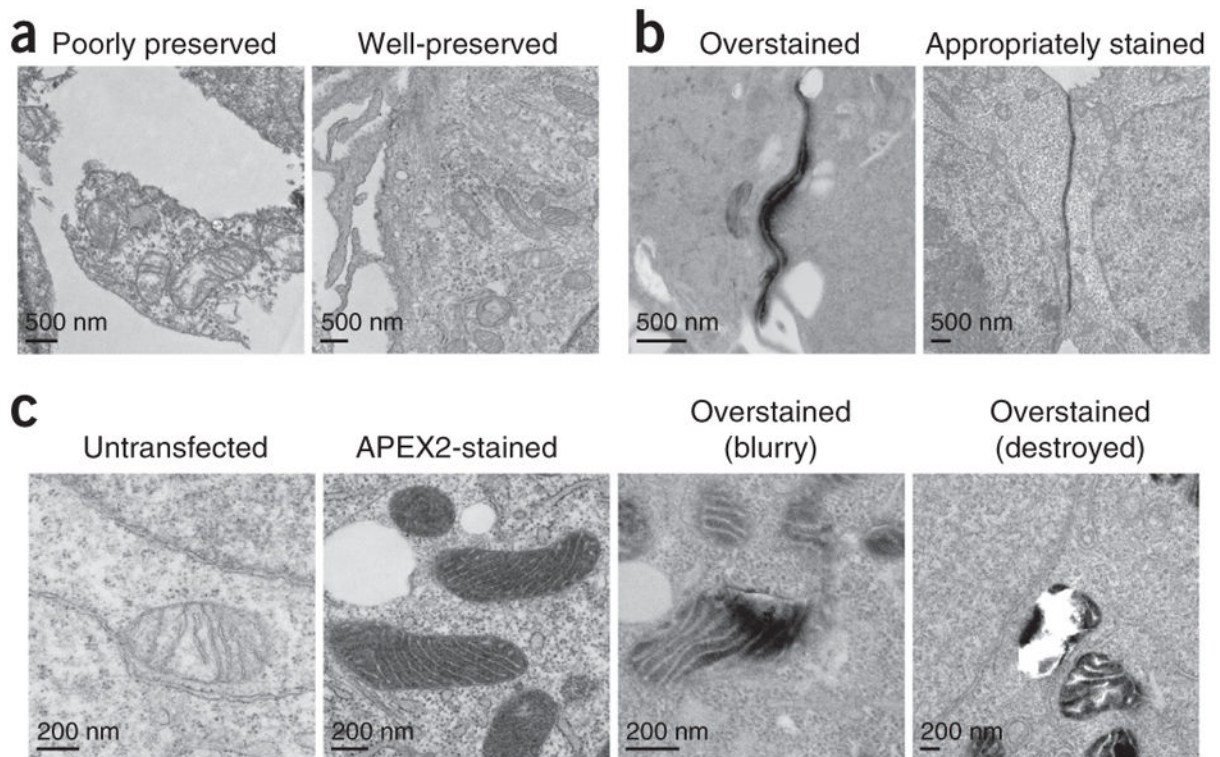 a Poorly preserved Well-preserved
500 nm 500 nm
b Overstained Appropriately stained
500 nm 500 nm
c
Untransfected
APEX2-stained
Overstained
(blurry)
Overstained
(destroyed)
200 nm 200 nm 200 nm 200 nm